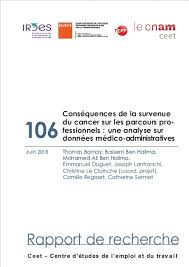 IRDES
TEPP
le cnam
ceet
Conséquences de la survenue
du cancer sur les parcours pro-
106
fessionnels : une analyse sur
données médico-administratives
Juin 2018
Thomas Barnay, Bassem Ben Halima,
Mohamed Ali Ben Halima,
Emmanuel Duguet, Joseph Lanfranchi,
Christine Le Clainche (coord. projet),
Camille Regaert, Catherine Sermet
Rapport de recherche
Ceet - Centre d'études de l'emploi et du travail